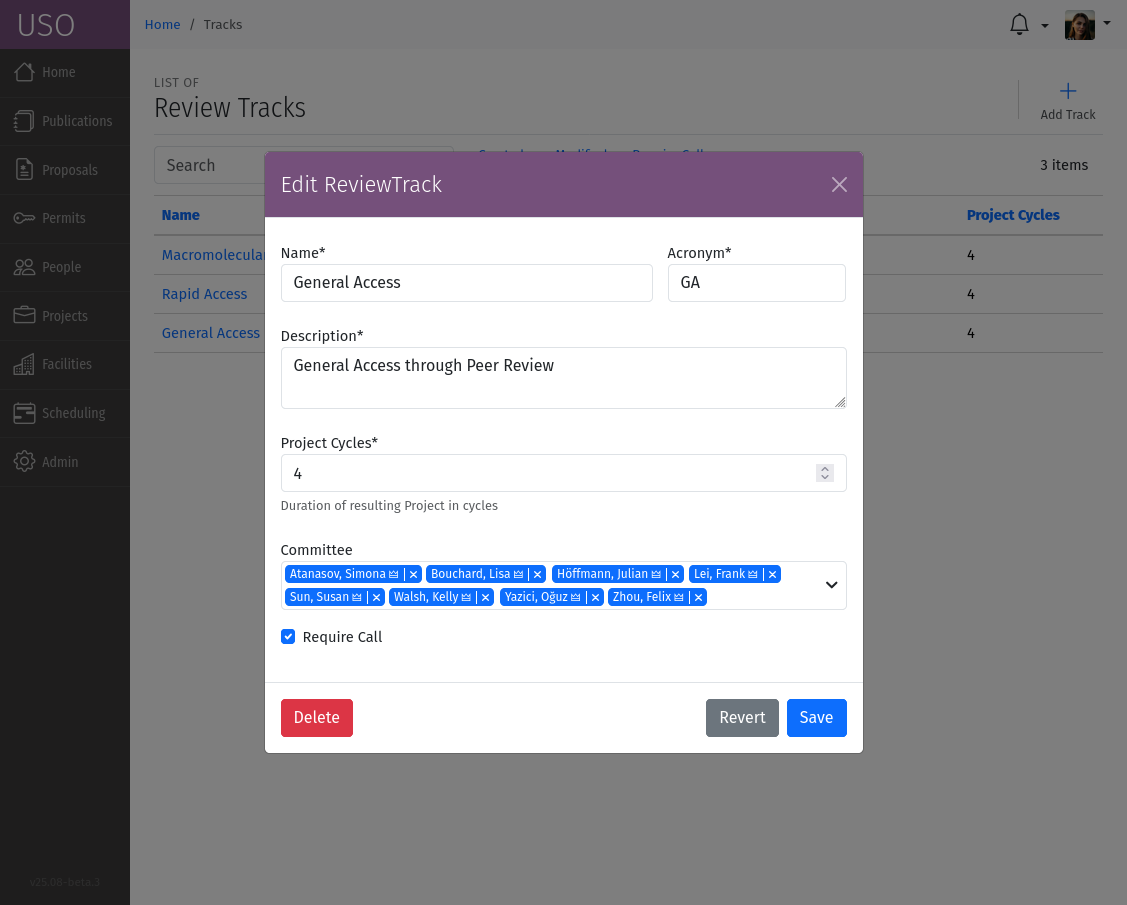 USO
Home / Tracks
Home
Publications
Proposals
Permits
People
Projects
Facilities
Scheduling
Admin
v25.08-beta.3
LIST OF
Review Tracks
Add Track
Search
3 items
Name
Project Cycles
4
Rapid Access
4
General Access
4
Edit ReviewTrack
Name*
Acronym*
General Access
GA
Description*
General Access through Peer Review
Project Cycles*
4
Duration of resulting Project in cycles
Committee
Atanasov, Simona | × Bouchard, Lisa | × Höffmann, Julian | × Lei, Frank | ×
Sun, Susan | × Walsh, Kelly | × Yazici, Oğuz | × Zhou, Felix | ×
Require Call
Delete
Revert
Save